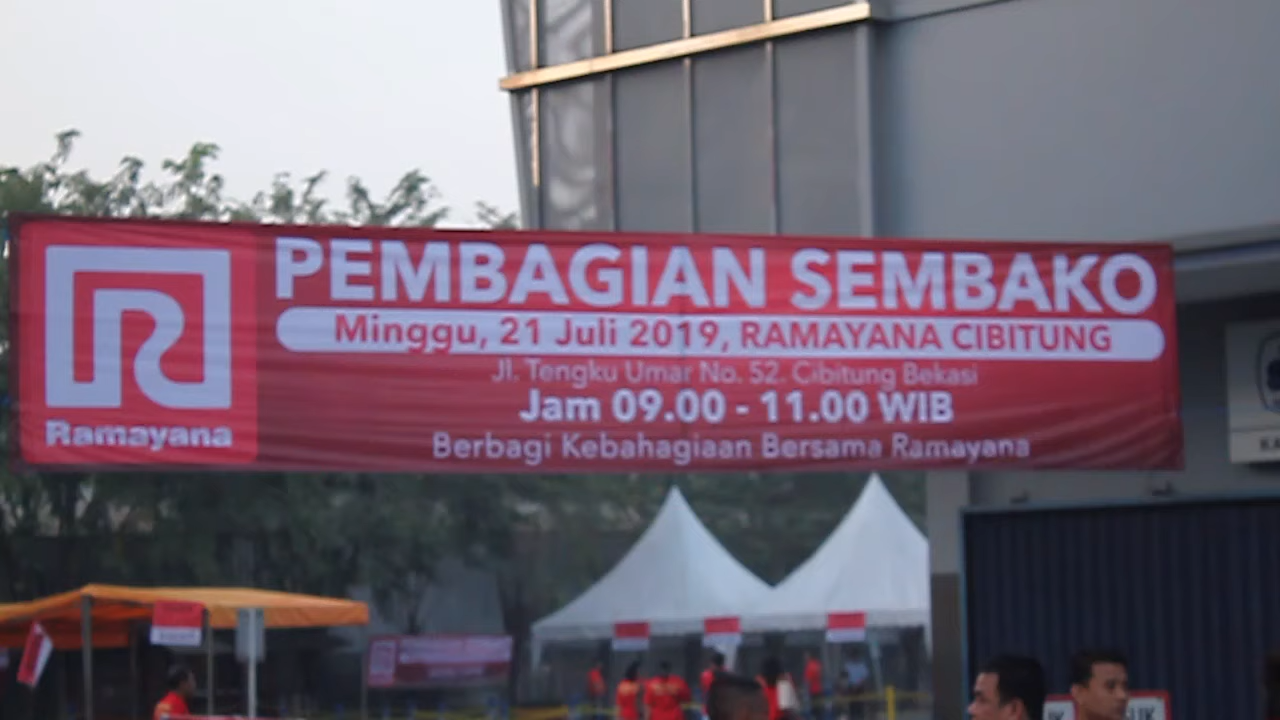 PEMBAGIAN SEMBAKO
Minggu, 21 Juli 2019, RAMAYANA CIBITUNG
Jl. Tengku Umar No. 52. Cibitung Bekasi
Jam 09.00 - 11.00 WIB
Berbagi Kebahagiaan Bersama Ramayana
Ramayana